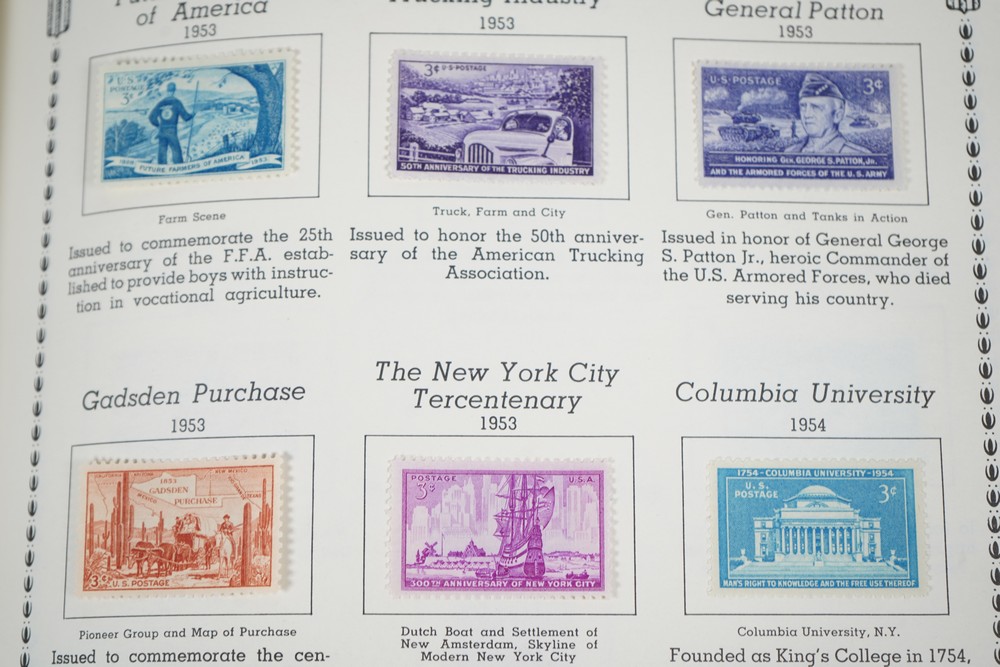 of America
1953
Trucking Industry
1953
General Patton
1953
U.S.
POSTAGE
3¢
1928 FUTURE FARMERS OF AMERICA 1953
3¢ U·S·POSTAGE
50TH ANNIVERSARY OF THE TRUCKING INDUSTRY
U·S·POSTAGE 3¢
HONORING GEN. GEORGE S. PATTON, JR.
AND THE ARMORED FORCES OF THE U. S. ARMY
Farm Scene
Issued to commemorate the 25th
anniversary of the F.F.A. estab-
lished to provide boys with instruc-
tion in vocational agriculture.
Truck, Farm and City
Issued to honor the 50th anniver-
sary of the American Trucking
Association.
Gen. Patton and Tanks in Action
Issued in honor of General George
S. Patton Jr., heroic Commander of
the U.S. Armored Forces, who died
serving his country.
Gadsden Purchase
1953
The New York City
Tercentenary
1953
Columbia University
1954
CALIFORNIA ARIZONA NEW MEXICO
1853
GADSDEN
PURCHASE
MEXICO
3¢ U.S. POSTAGE
POSTAGE U.S.A.
3¢
300TH ANNIVERSARY OF NEW YORK CITY
1754-COLUMBIA UNIVERSITY-1954
U.S.
POSTAGE
3¢
MAN'S RIGHT TO KNOWLEDGE AND THE FREE USE THEREOF
Pioneer Group and Map of Purchase
Issued to commemorate the cen-
Dutch Boat and Settlement of
New Amsterdam, Skyline of
Modern New York City
Columbia University, N.Y.
Founded as King's College in 1754,